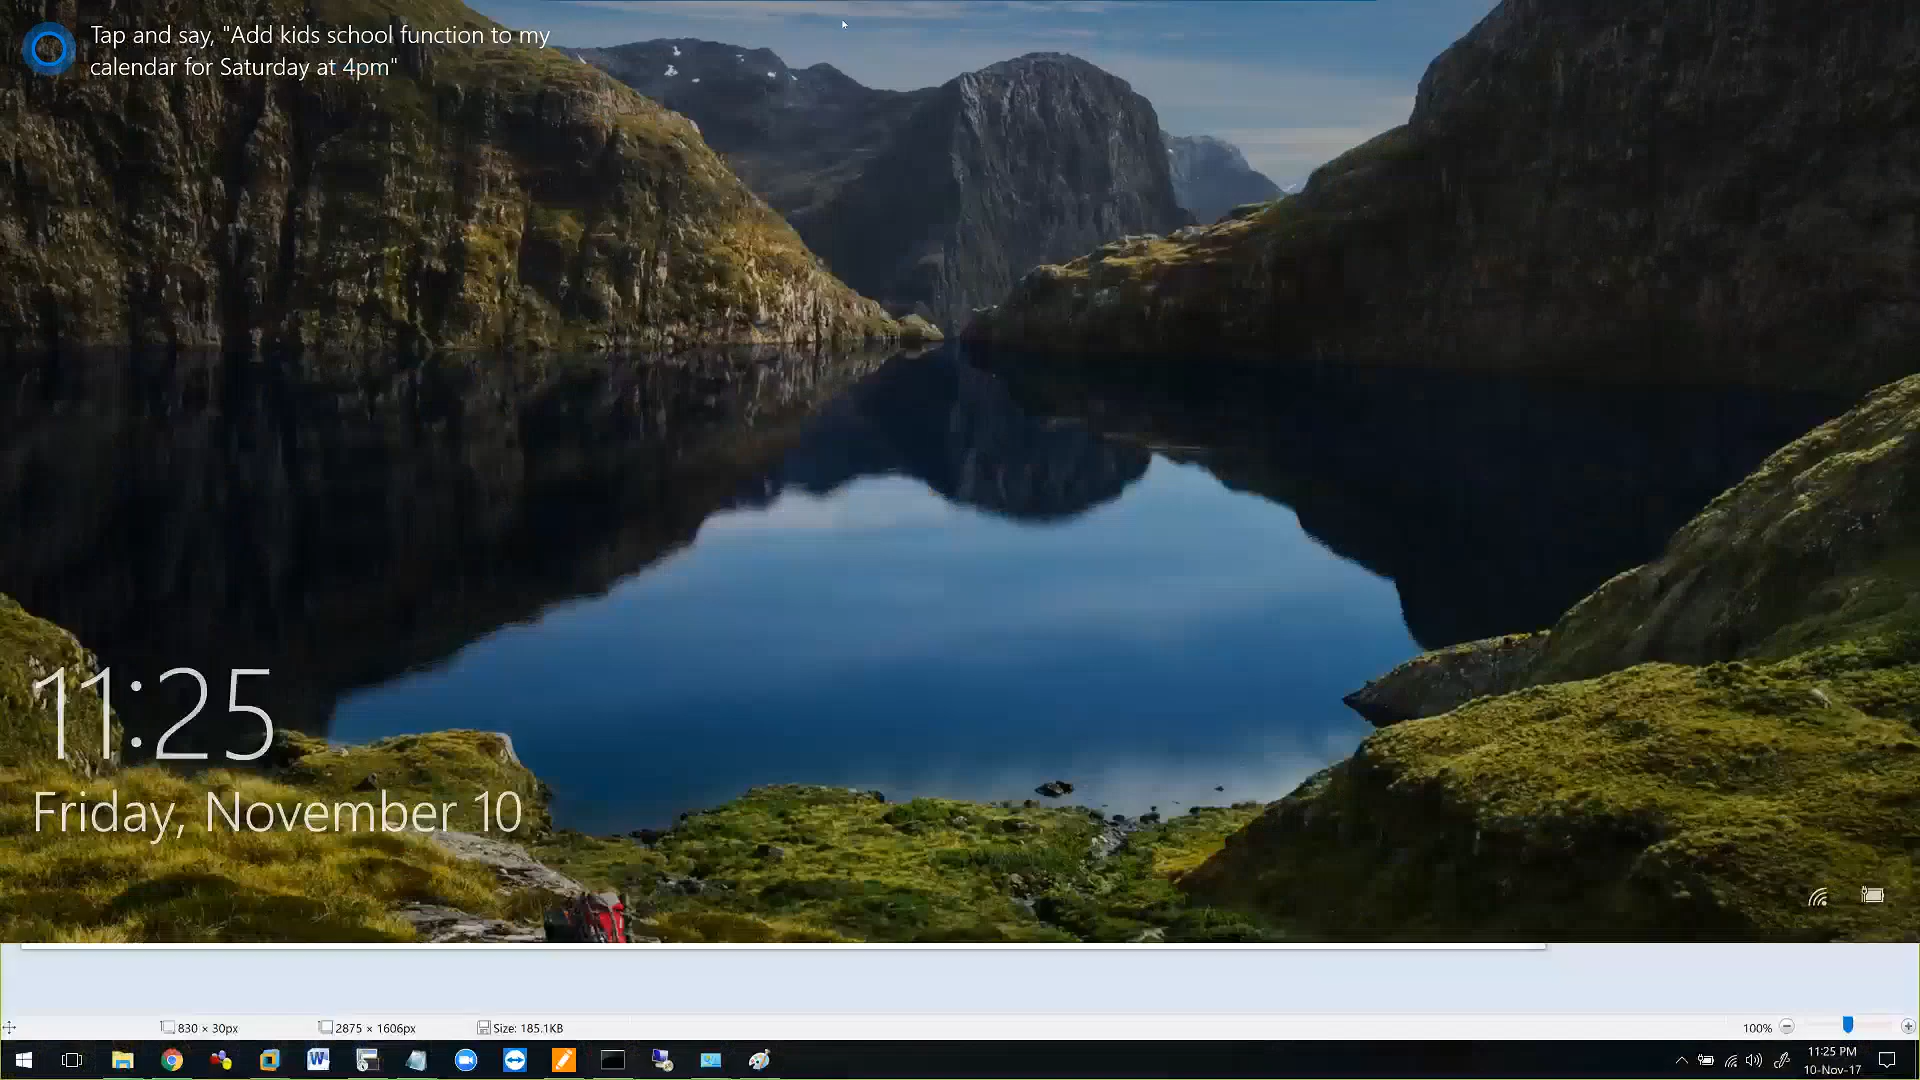 Tap and say, "Add kids school function to my
calendar for Saturday at 4pm"
11:25
Friday, November 10
830 × 30px
2875 × 1606px
Size: 185.1KB
100%
11:25 PM
10-Nov-17